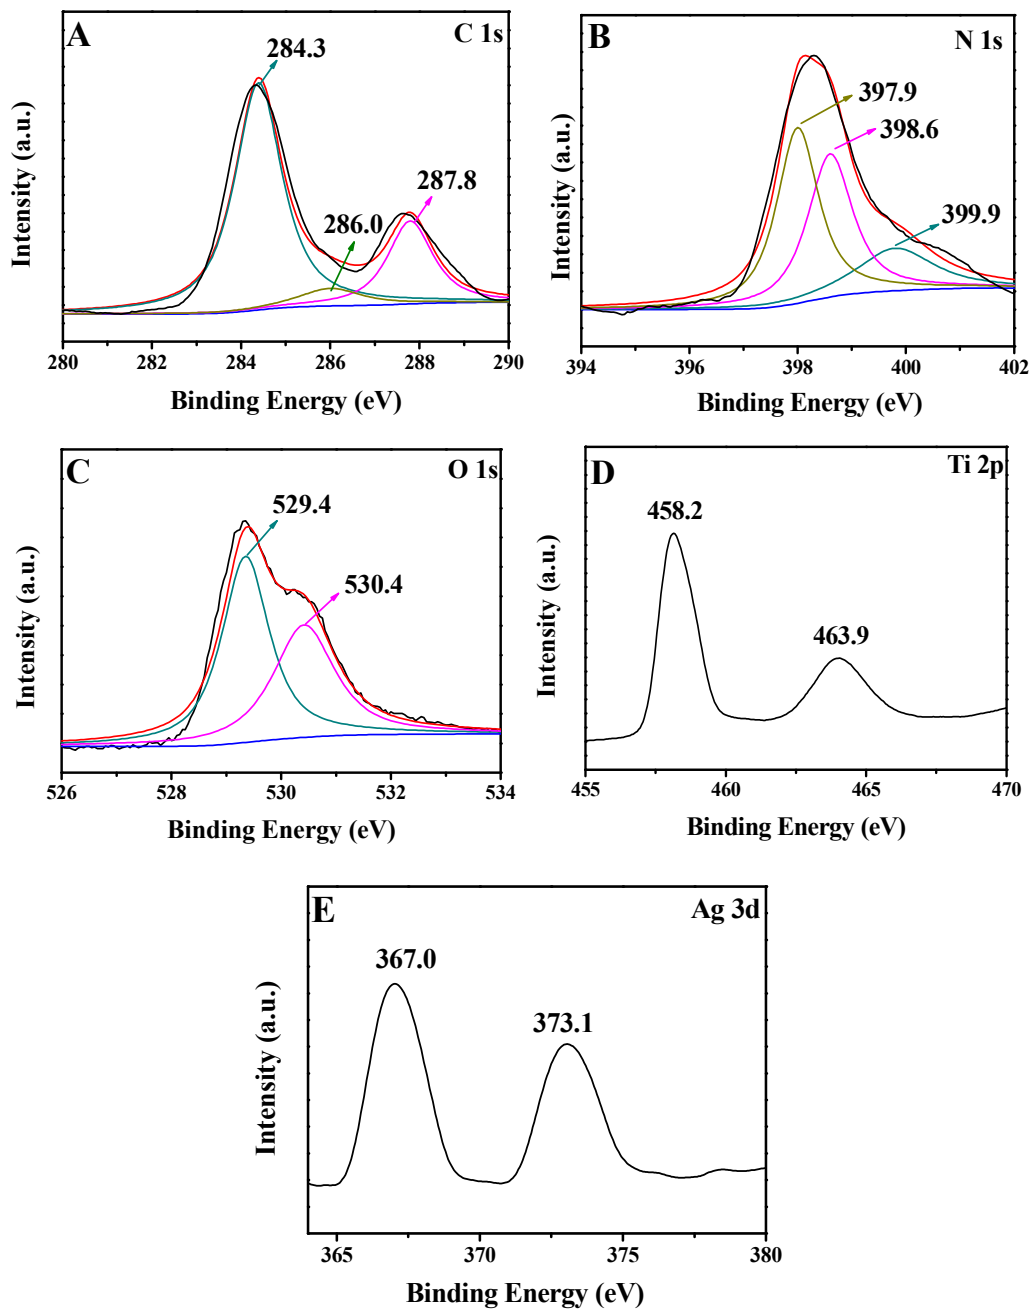 A
C 1s
284.3
286.0
287.8
Intensity (a.u.)
280 282 284 286 288 290
Binding Energy (eV)
B
N 1s
397.9
398.6
399.9
Intensity (a.u.)
394 396 398 400 402
Binding Energy (eV)
C
O 1s
529.4
530.4
Intensity (a.u.)
526 528 530 532 534
Binding Energy (eV)
D
Ti 2p
458.2
463.9
Intensity (a.u.)
455 460 465 470
Binding Energy (eV)
E
Ag 3d
367.0
373.1
Intensity (a.u.)
365 370 375 380
Binding Energy (eV)